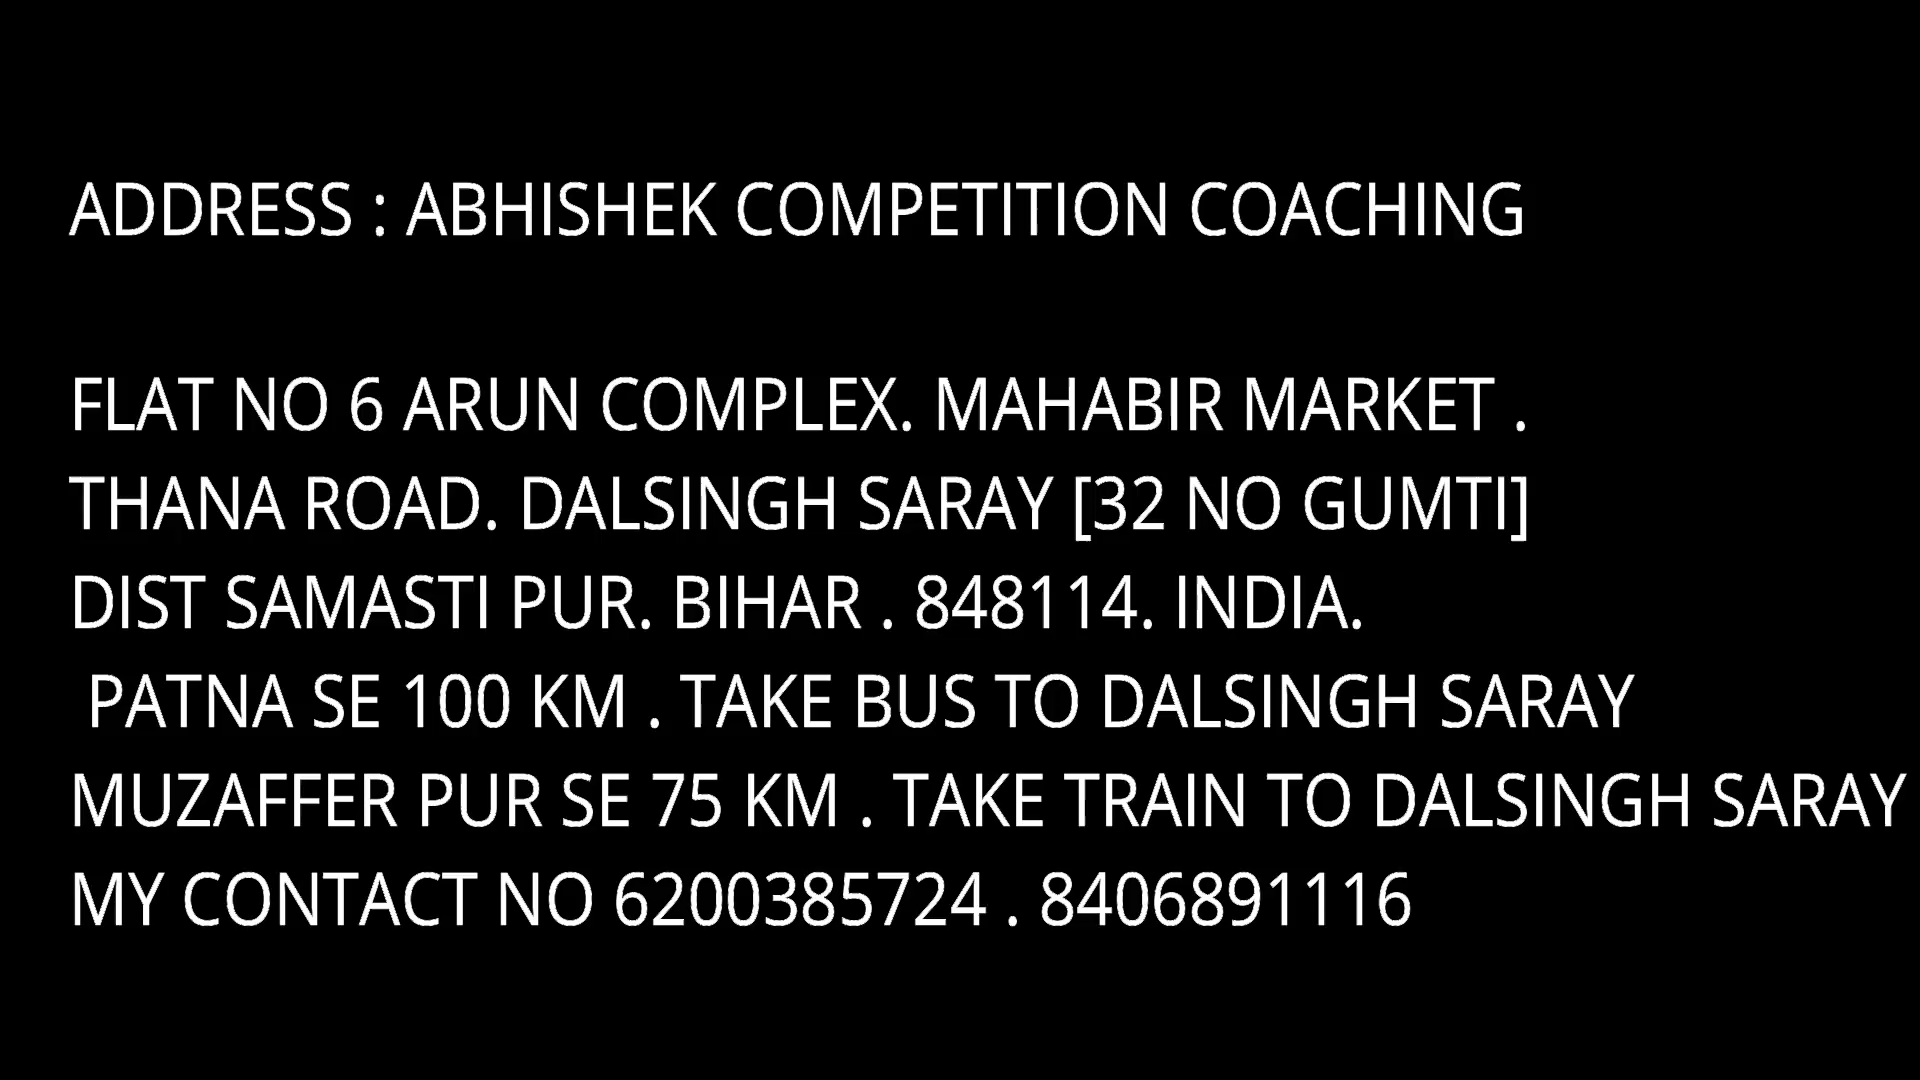 ADDRESS : ABHISHEK COMPETITION COACHING
FLAT NO 6 ARUN COMPLEX. MAHABIR MARKET .
THANA ROAD. DALSINGH SARAY [32 NO GUMTI]
DIST SAMASTI PUR. BIHAR . 848114. INDIA.
PATNA SE 100 KM . TAKE BUS TO DALSINGH SARAY
MUZAFFER PUR SE 75 KM . TAKE TRAIN TO DALSINGH SARAY
MY CONTACT NO 6200385724 . 8406891116